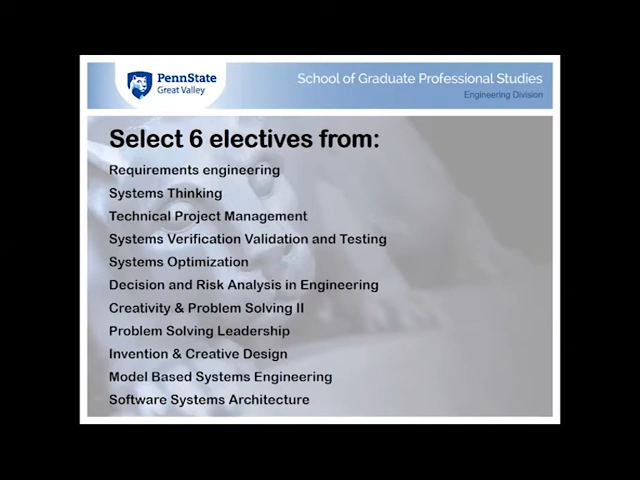 PennState
Great Valley
School of Graduate Professional Studies
Engineering Division
Select 6 electives from:
Requirements engineering
Systems Thinking
Technical Project Management
Systems Verification Validation and Testing
Systems Optimization
Decision and Risk Analysis in Engineering
Creativity & Problem Solving II
Problem Solving Leadership
Invention & Creative Design
Model Based Systems Engineering
Software Systems Architecture